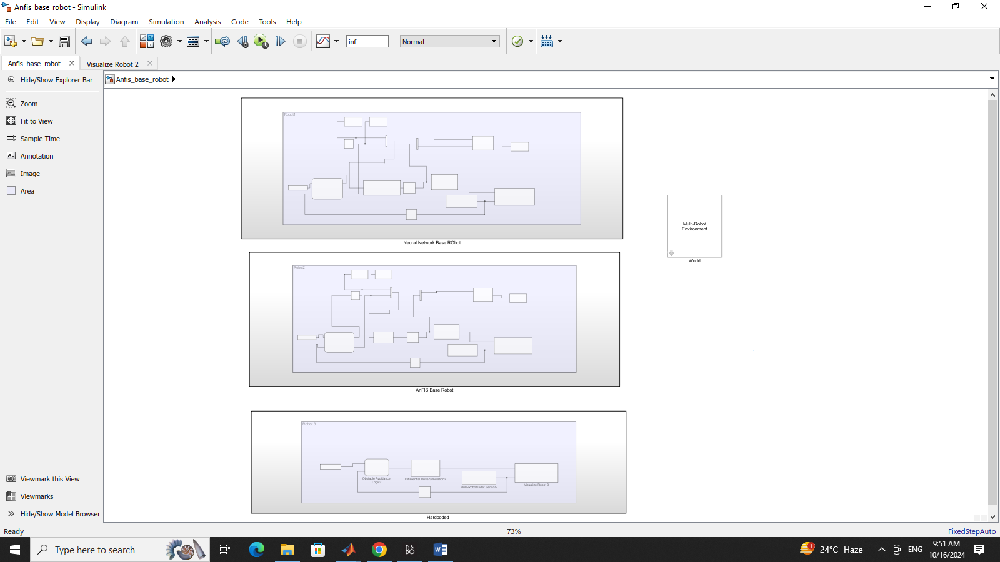 Anfis_base_robot - Simulink
File Edit View Display Diagram Simulation Analysis Code Tools Help
inf
Normal
Anfis_base_robot
Visualize Robot 2
Hide/Show Explorer Bar
Anfis_base_robot
Zoom
Fit to View
Sample Time
Annotation
Image
Area
Robot1
Neural Network Base RObot
Multi-Robot
Environment
World
Robot2
AnFIS Base Robot
Robot 3
Obstacle Avoidance
Logic2
Differential Drive Simulation2
Multi-Robot Lidar Sensor2
Visualize Robot 3
Hardcoded
Viewmark this View
Viewmarks
Hide/Show Model Browser
Ready
73%
FixedStepAuto
Type here to search
1
24°C Haze
ENG
9:51 AM
10/16/2024